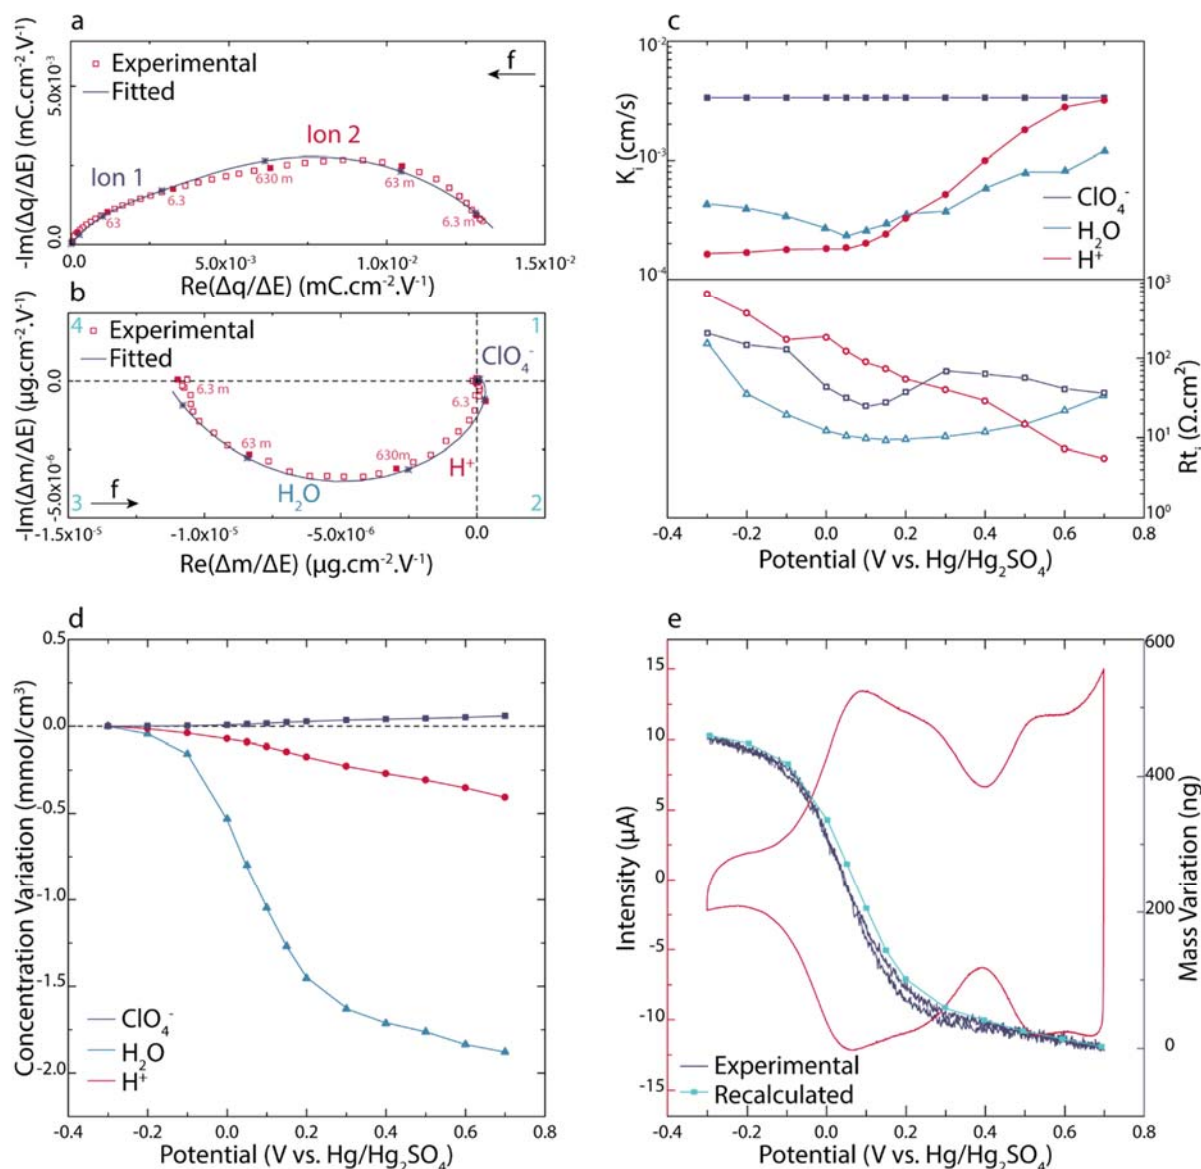 a
-Im(Δq/ΔE) (mC.cm⁻².V⁻¹)
5.0x10⁻³
0.0
Experimental
Fitted
f
Ion 1
Ion 2
63
6.3
630 m
63 m
6.3 m
0.0 5.0x10⁻³ 1.0x10⁻² 1.5x10⁻²
Re(Δq/ΔE) (mC.cm⁻².V⁻¹)
b
-Im(Δm/ΔE) (µg.cm⁻².V⁻¹)
0.0
-5.0x10⁻⁶
4
1
Experimental
Fitted
ClO₄⁻
6.3 m
6.3
63 m
630m
H⁺
H₂O
3
f
2
-1.5x10⁻⁵ -1.0x10⁻⁵ -5.0x10⁻⁶ 0.0
Re(Δm/ΔE) (µg.cm⁻².V⁻¹)
c
Kᵢ (cm/s)
10⁻²
10⁻³
10⁻⁴
ClO₄⁻
H₂O
H⁺
10³
10²
10¹
10⁰
Rtᵢ (Ω.cm²)
-0.4 -0.2 0.0 0.2 0.4 0.6 0.8
Potential (V vs. Hg/Hg₂SO₄)
d
Concentration Variation (mmol/cm³)
0.5
0.0
-0.5
-1.0
-1.5
-2.0
ClO₄⁻
H₂O
H⁺
-0.4 -0.2 0.0 0.2 0.4 0.6 0.8
Potential (V vs. Hg/Hg₂SO₄)
e
Intensity (µA)
15
10
5
0
-5
-10
-15
Experimental
Recalculated
600
400
200
0
Mass Variation (ng)
-0.4 -0.2 0.0 0.2 0.4 0.6 0.8
Potential (V vs. Hg/Hg₂SO₄)